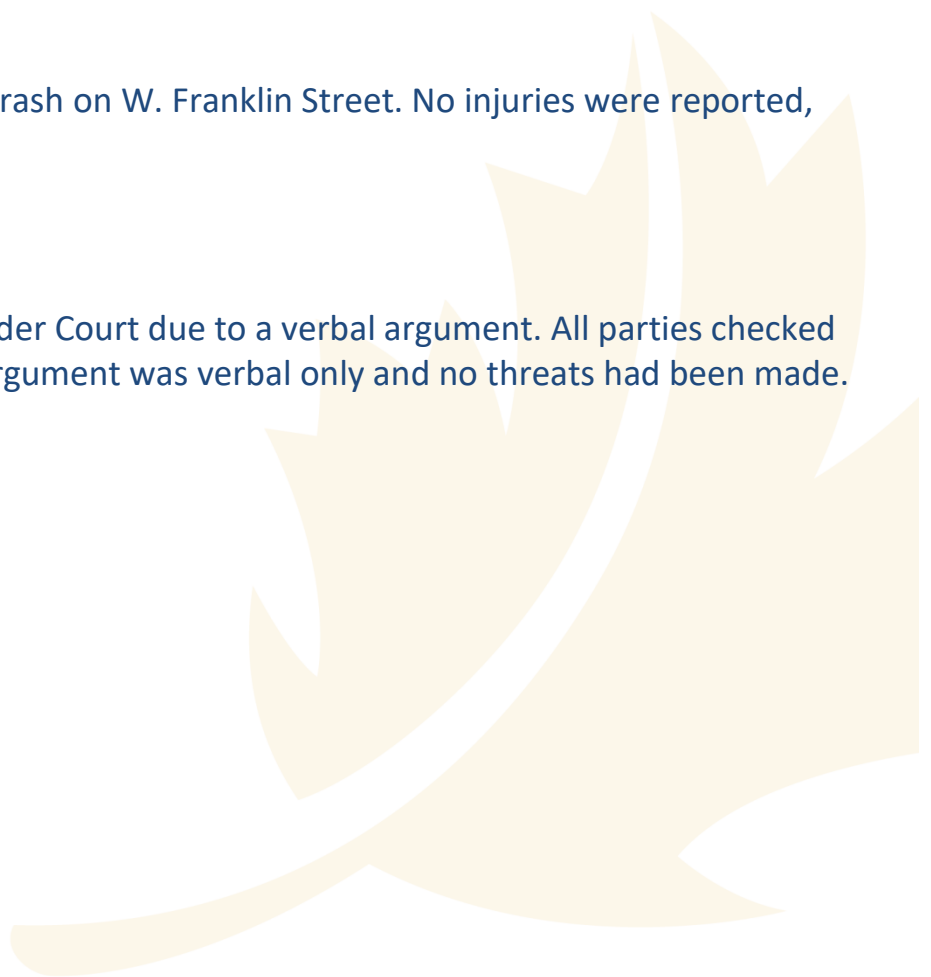 rash on W. Franklin Street. No injuries were reported,
der Court due to a verbal argument. All parties checked
rgument was verbal only and no threats had been made.